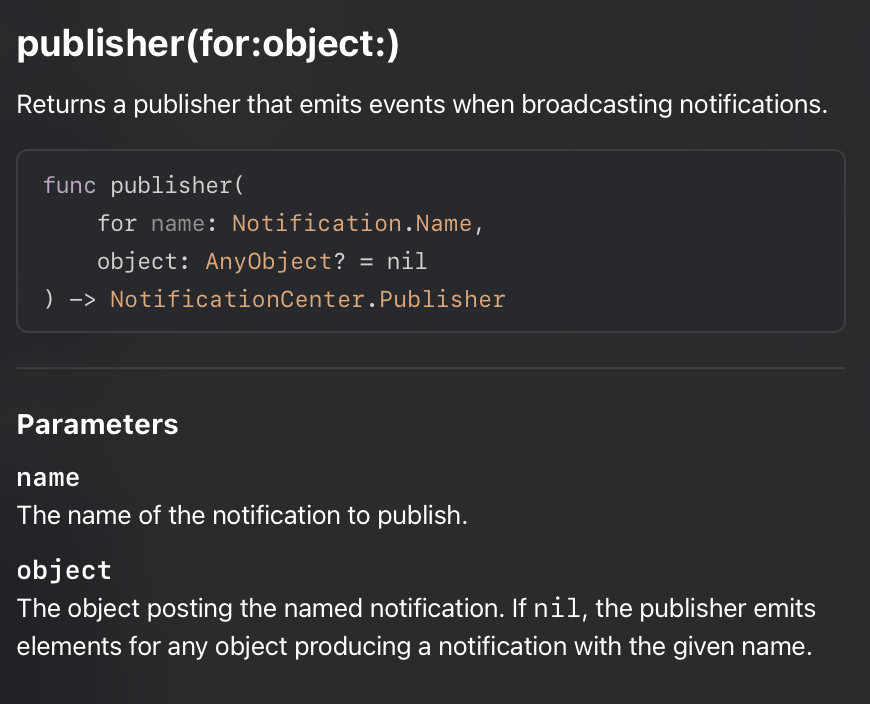 publisher(for:object:)
Returns a publisher that emits events when broadcasting notifications.
func publisher(
    for name: Notification.Name,
    object: AnyObject? = nil
) -> NotificationCenter.Publisher
Parameters
name
The name of the notification to publish.
object
The object posting the named notification. If nil, the publisher emits
elements for any object producing a notification with the given name.